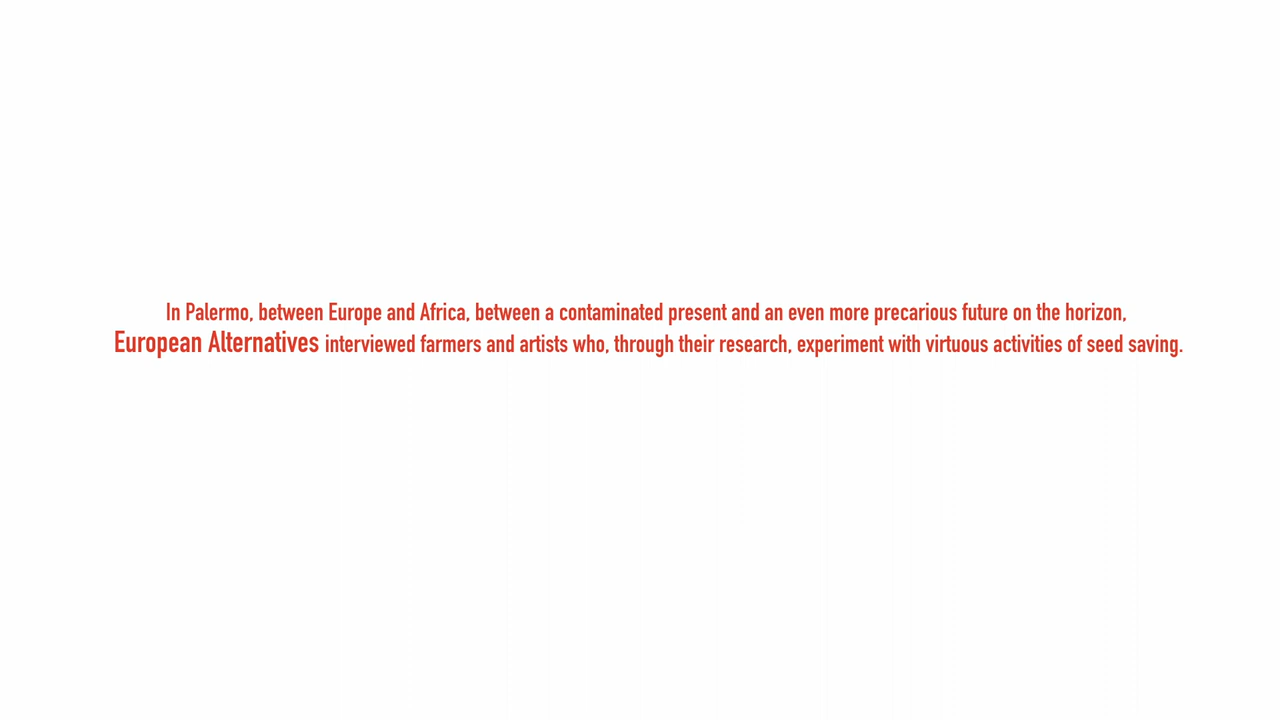 In Palermo, between Europe and Africa, between a contaminated present and an even more precarious future on the horizon,
European Alternatives interviewed farmers and artists who, through their research, experiment with virtuous activities of seed saving.